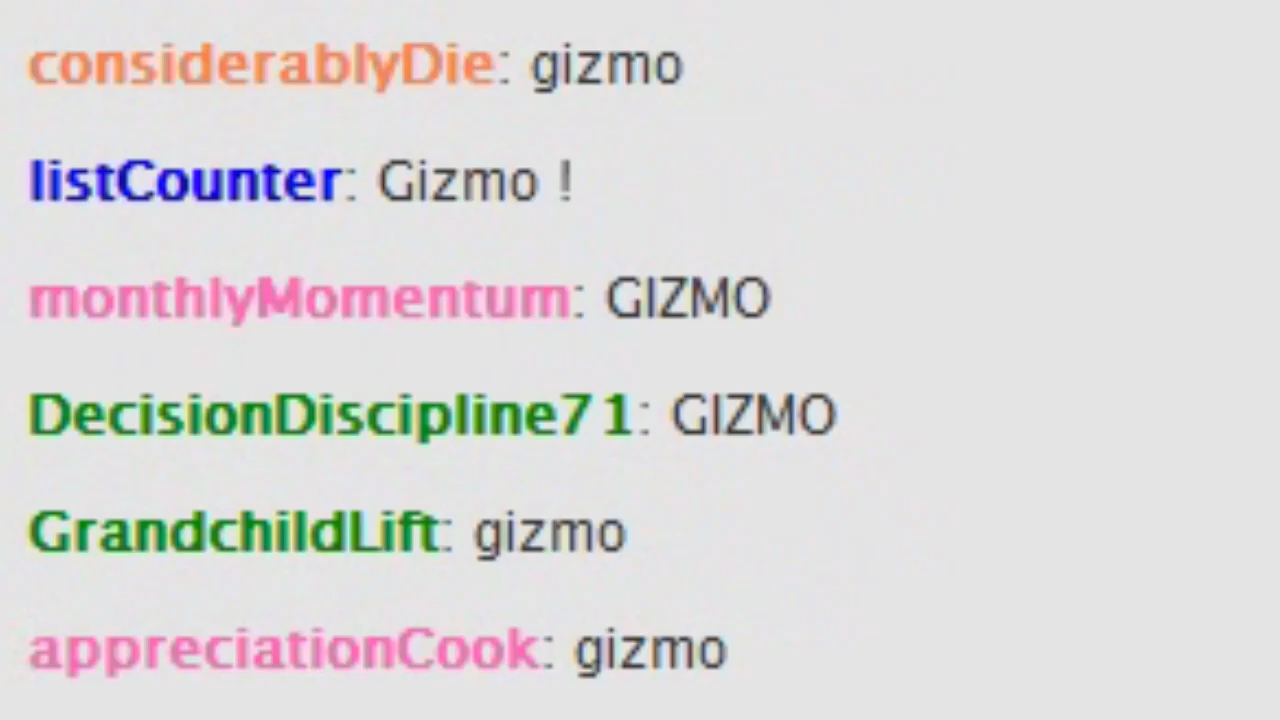 considerablyDie: gizmo
listCounter: Gizmo !
monthlyMomentum: GIZMO
DecisionDiscipline71: GIZMO
GrandchildLift: gizmo
appreciationCook: gizmo